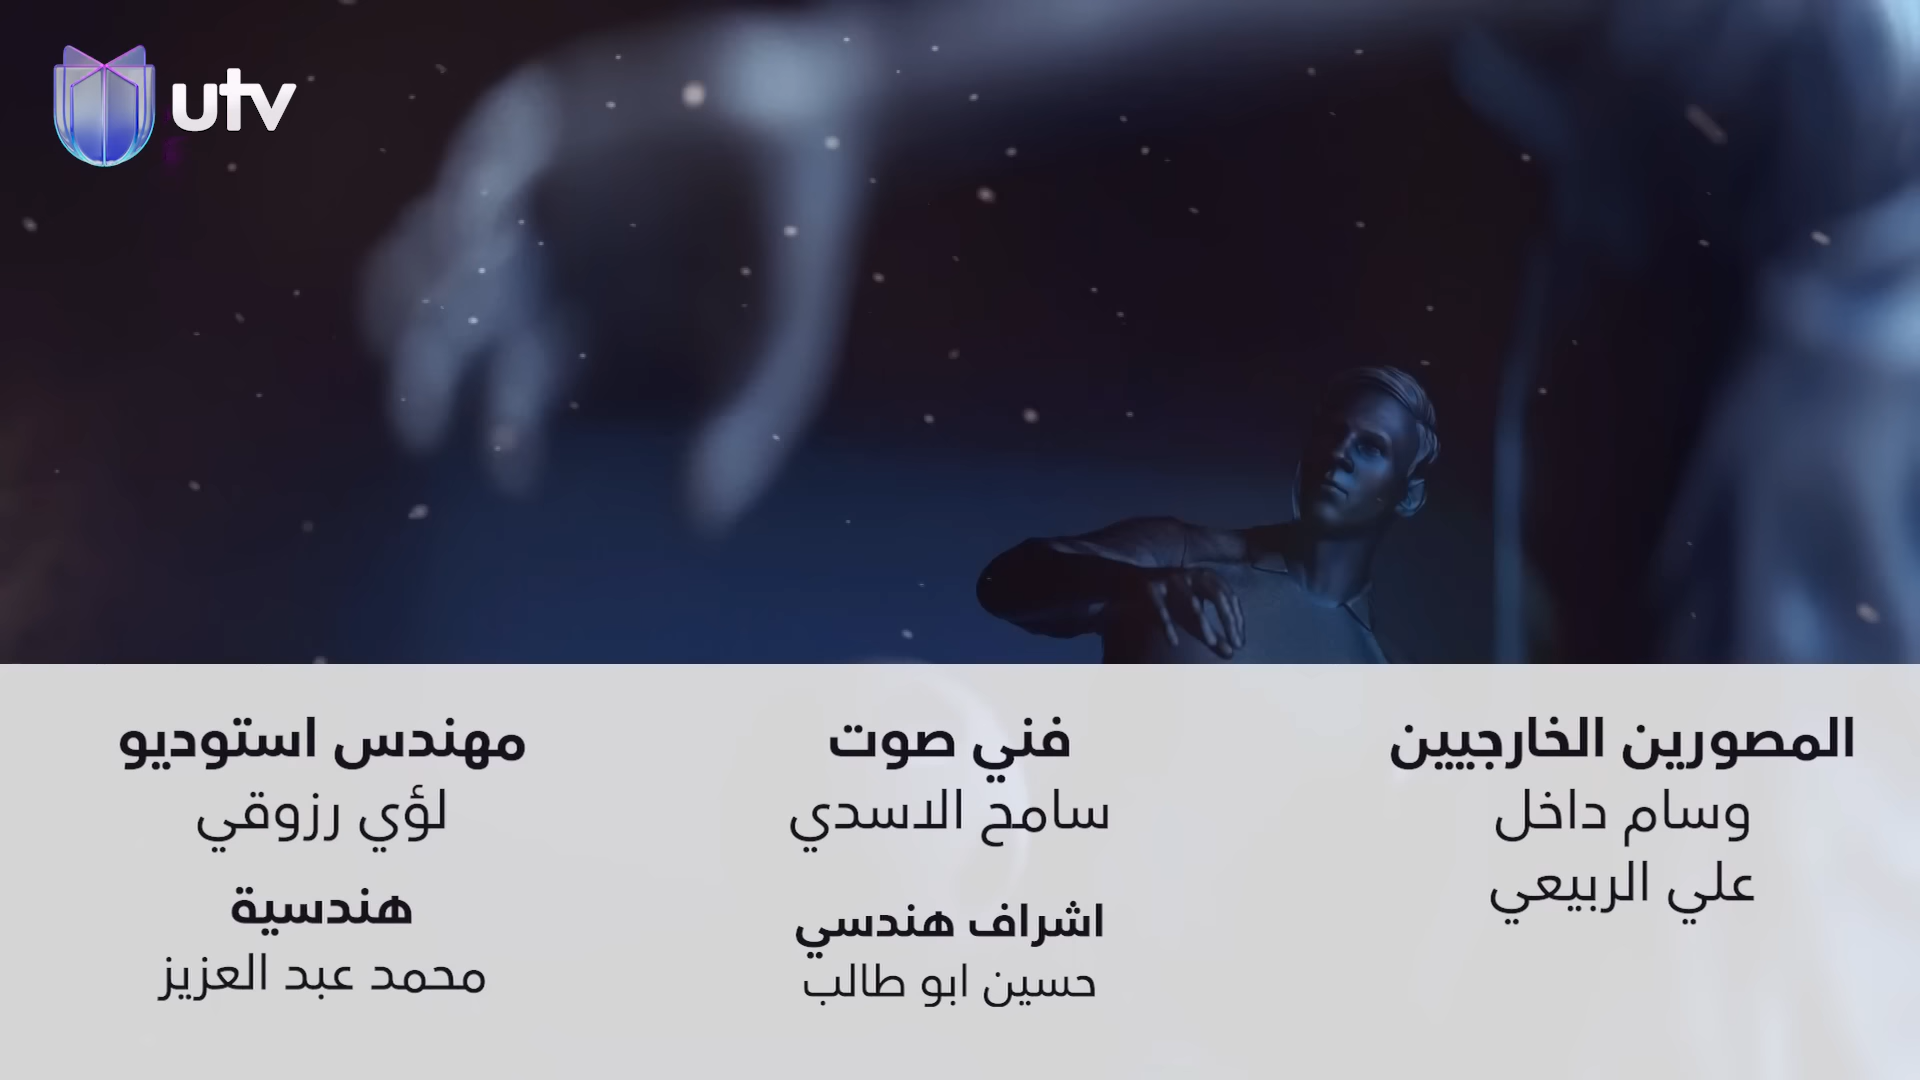 utv
المصورين الخارجيين
وسام داخل
علي الربيعي
فني صوت
سامح الاسدي
اشراف هندسي
حسين ابو طالب
مهندس استوديو
لؤي رزوقي
هندسية
محمد عبد العزيز